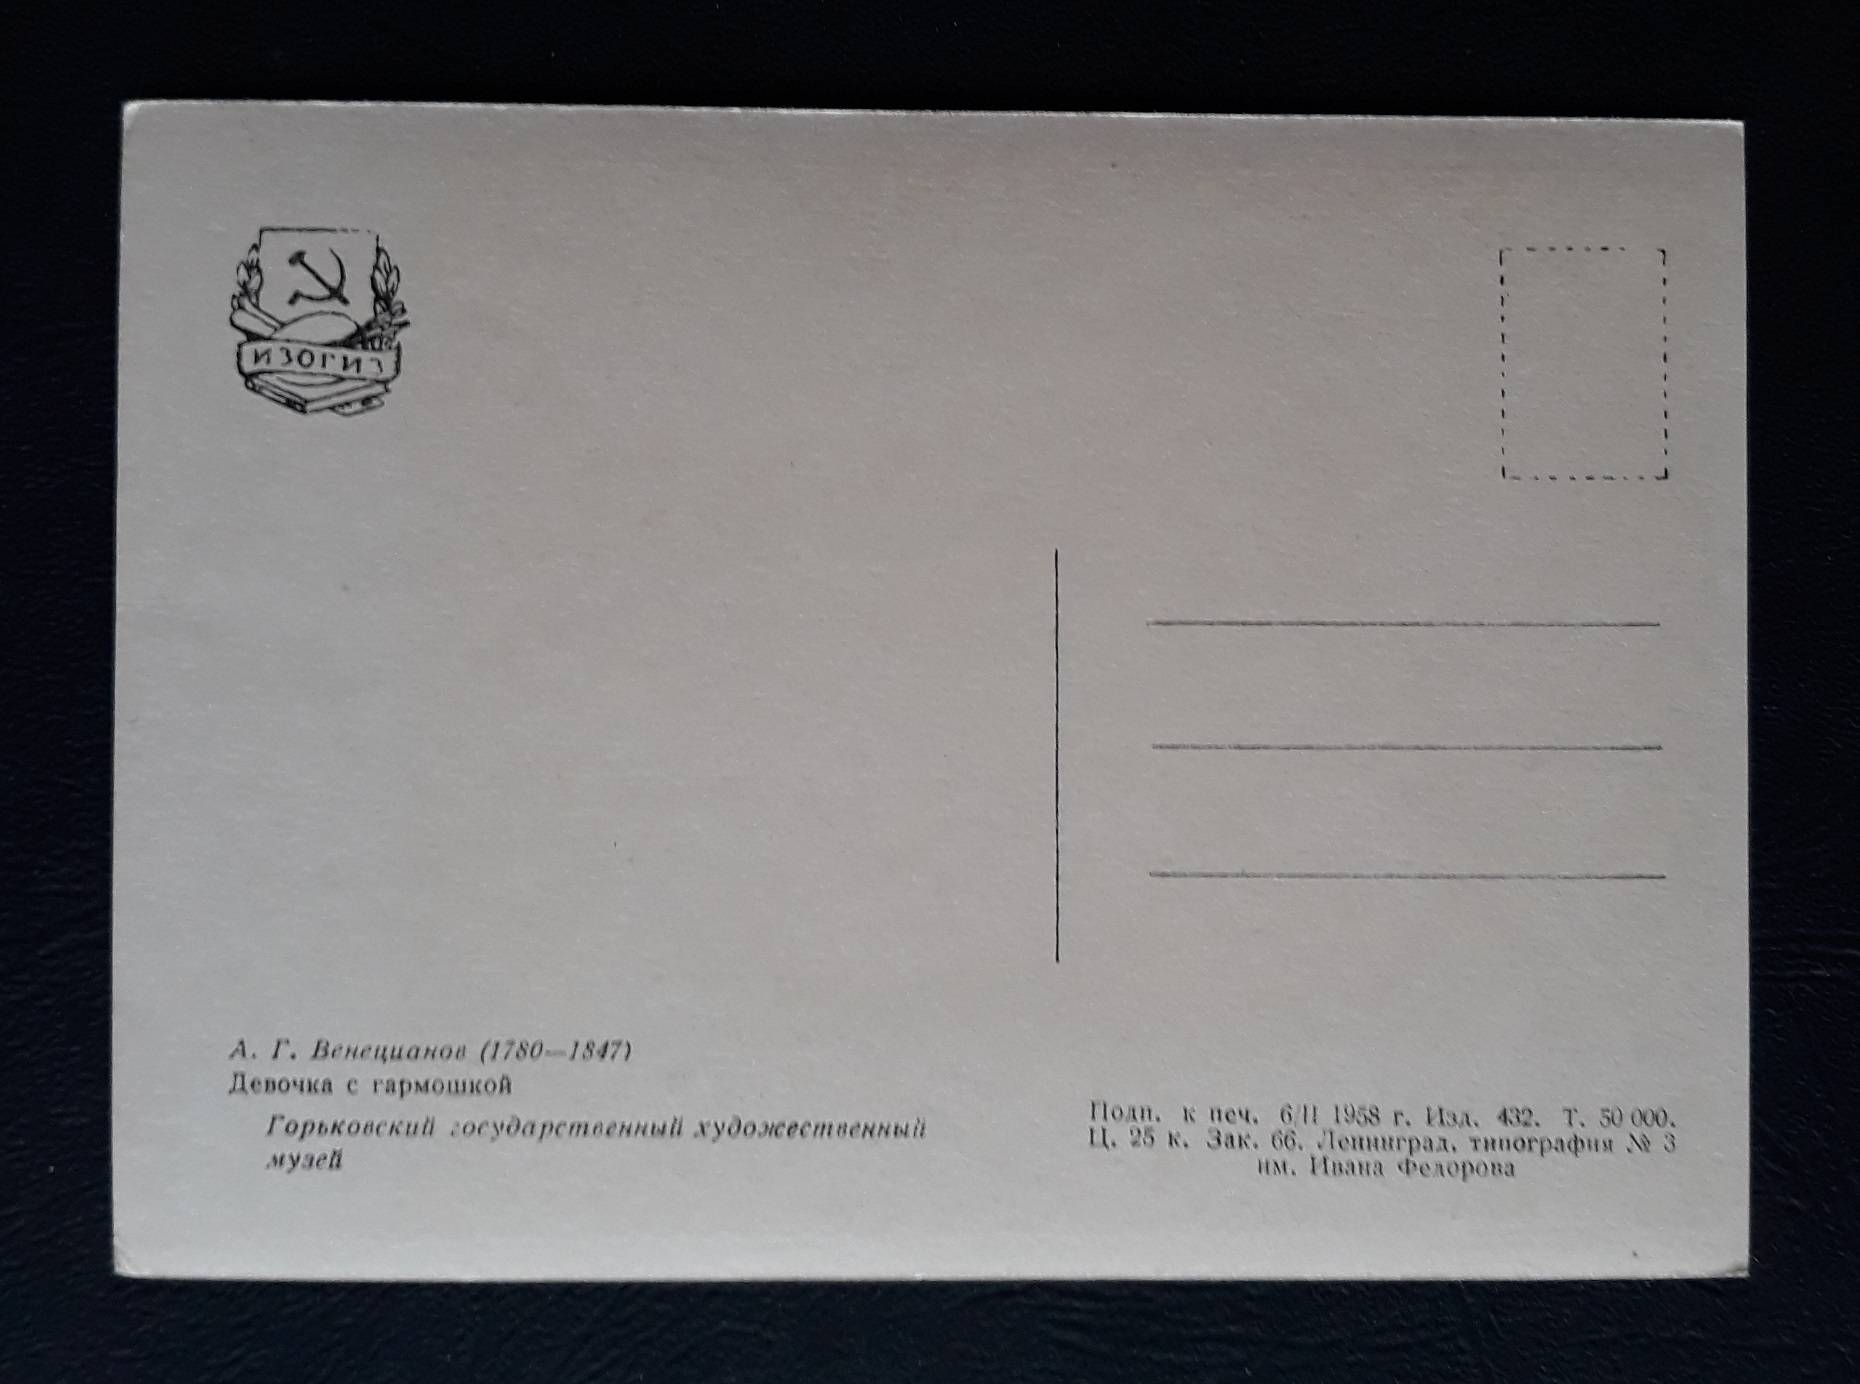 ИЗОГИЗ
А. Г. Венецианов (1780—1847)
Девочка с гармошкой
Горьковский государственный художественный
музей
Подп. к печ. 6/II 1958 г. Изд. 432. Т. 50 000.
Ц. 25 к. Зак. 66. Ленинград, типография № 3
им. Ивана Федорова